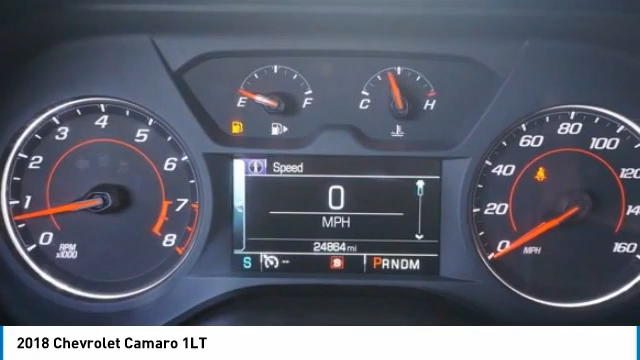 E F
C H
0 1 2 3 4 5 6 7 8
RPM
x1000
Speed
0
MPH
24864 mi
S -- PRNDM
0 20 40 60 80 100 120 160
MPH
2018 Chevrolet Camaro 1LT